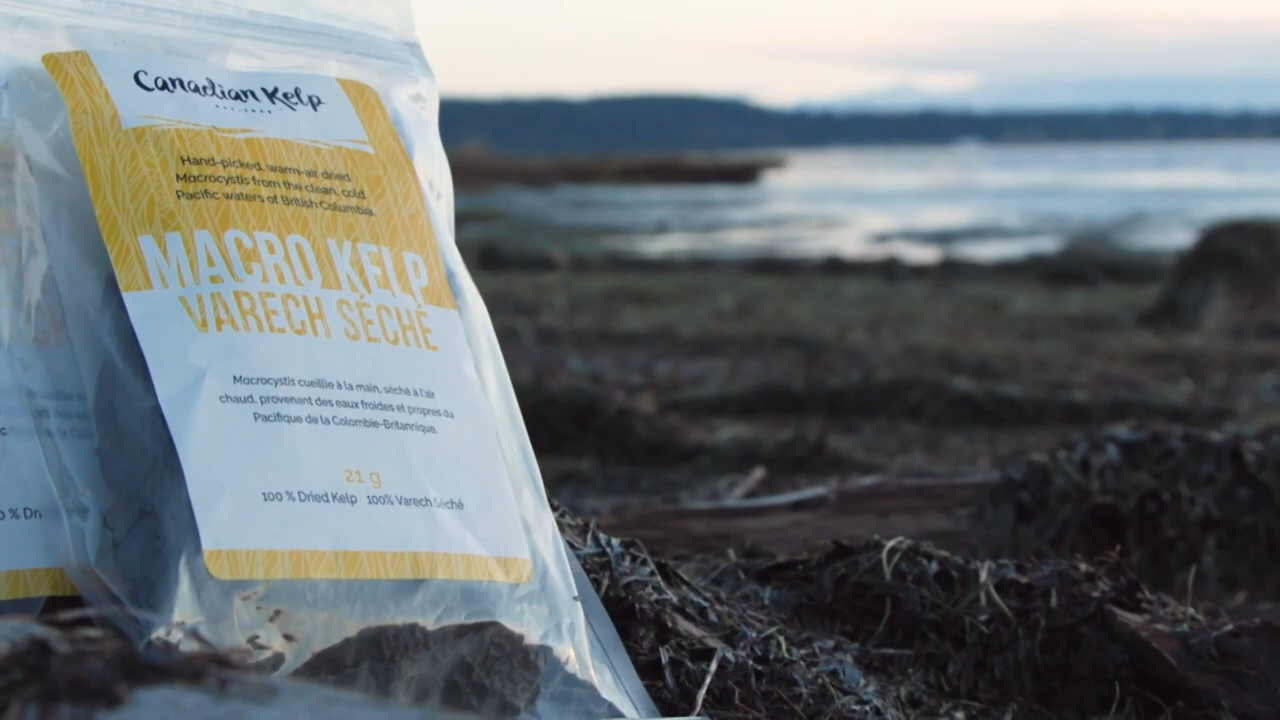 Canadian Kelp
Hand-picked, warm-air dried
Macrocystis from the clean, cold
Pacific waters of British Columbia.
MACRO KELP
VARECH SÉCHÉ
Macrocystis cueillie à la main, séché à l'air
chaud, provenant des eaux froides et propres du
Pacifique de la Colombie-Britannique.
21 g
100 % Dried Kelp 100% Varech Séché